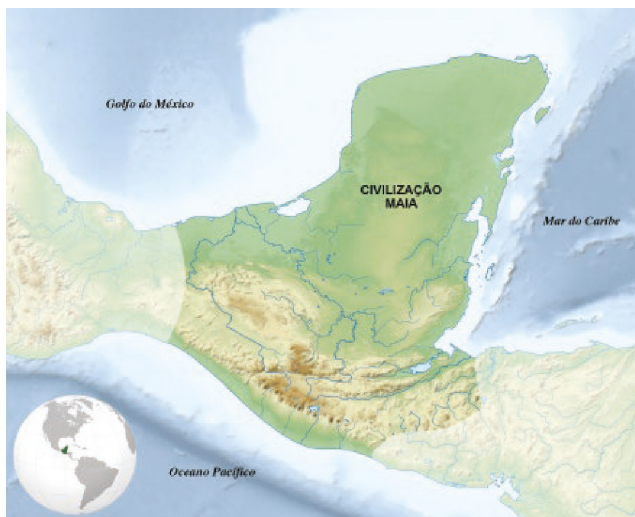 Golfo do México
CIVILIZAÇÃO
MAIA
Mar do Caribe
Oceano Pacífico